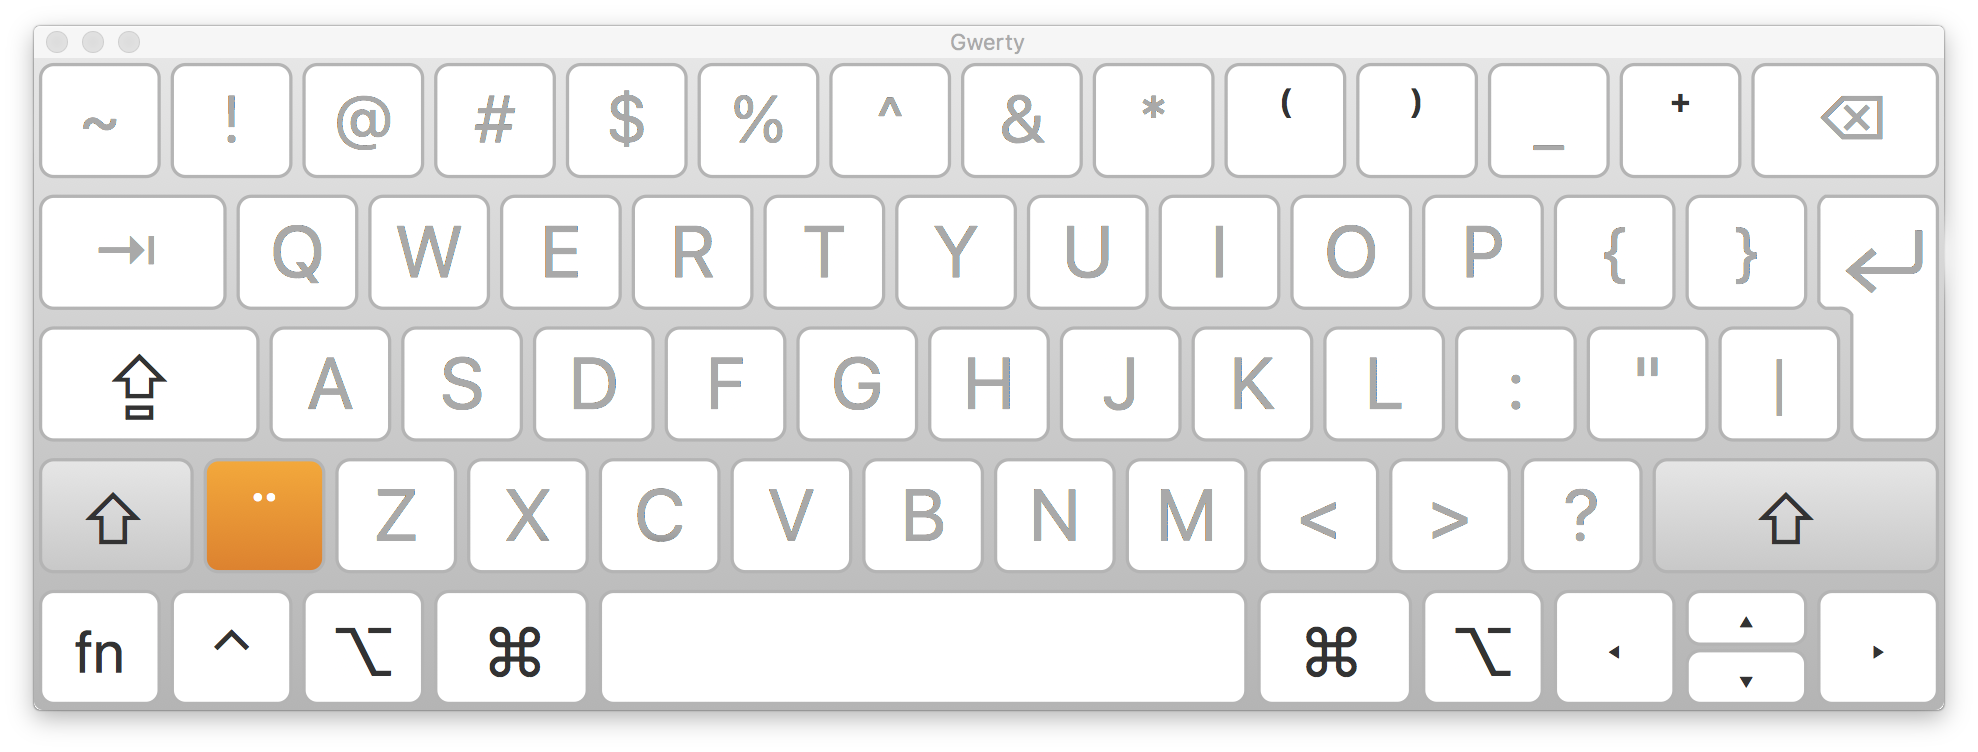 Gwerty
~ ! @ # $ % ^ & * ⁽ ⁾ _ ⁺ ⌫
⇥ Q W E R T Y U I O P { } ↵
⇪ A S D F G H J K L : " |
⇧ ¨ Z X C V B N M < > ? ⇧
fn ^ ⌥ ⌘ ⌘ ⌥ ◂ ▴ ▾ ▸